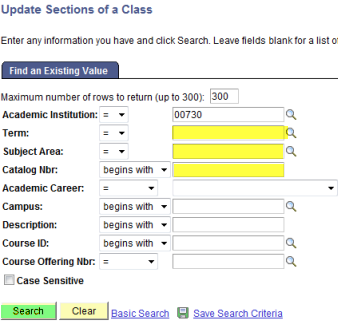 Update Sections of a Class
Enter any information you have and click Search. Leave fields blank for a list
Find an Existing Value
Maximum number of rows to return (up to 300): 300
Academic Institution: = 00730
Term: =
Subject Area: =
Catalog Nbr: begins with
Academic Career: =
Campus: begins with
Description: begins with
Course ID: begins with
Course Offering Nbr: =
Case Sensitive
Search Clear Basic Search Save Search Criteria